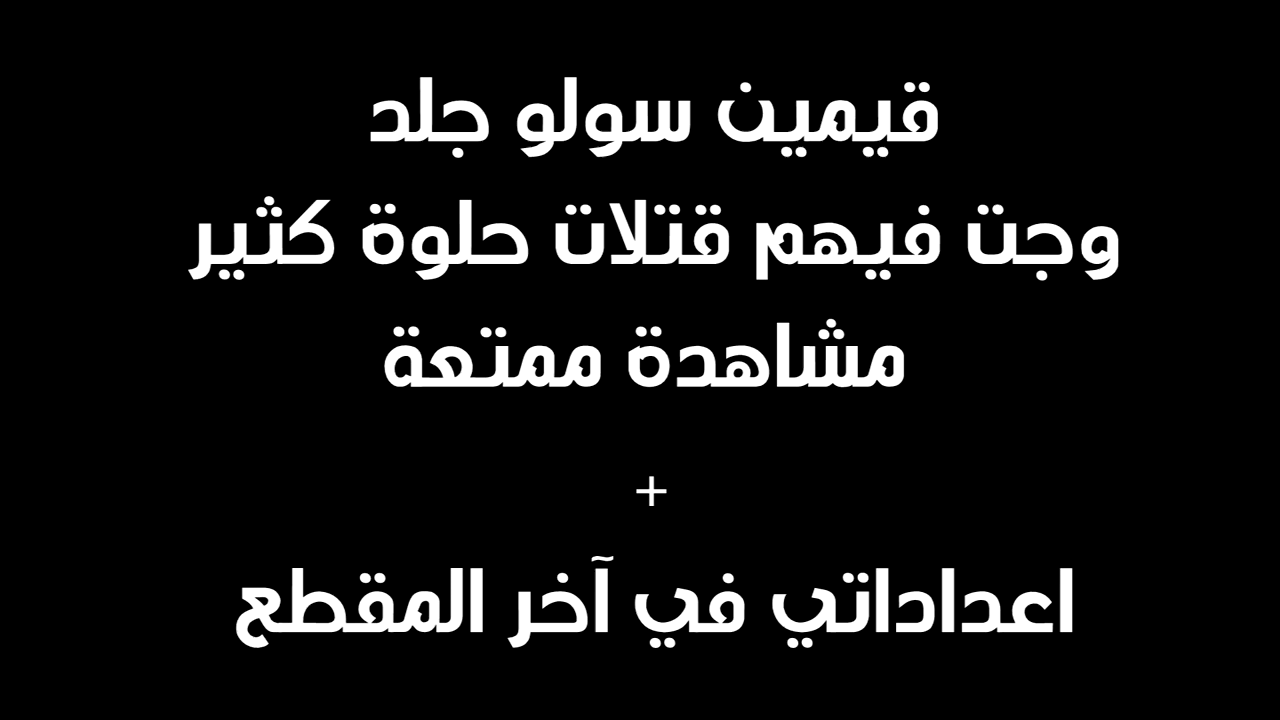 قيمين سولو جلد
وجت فيهم قتلات حلوة كثير
مشاهدة ممتعة
+
اعداداتي في آخر المقطع